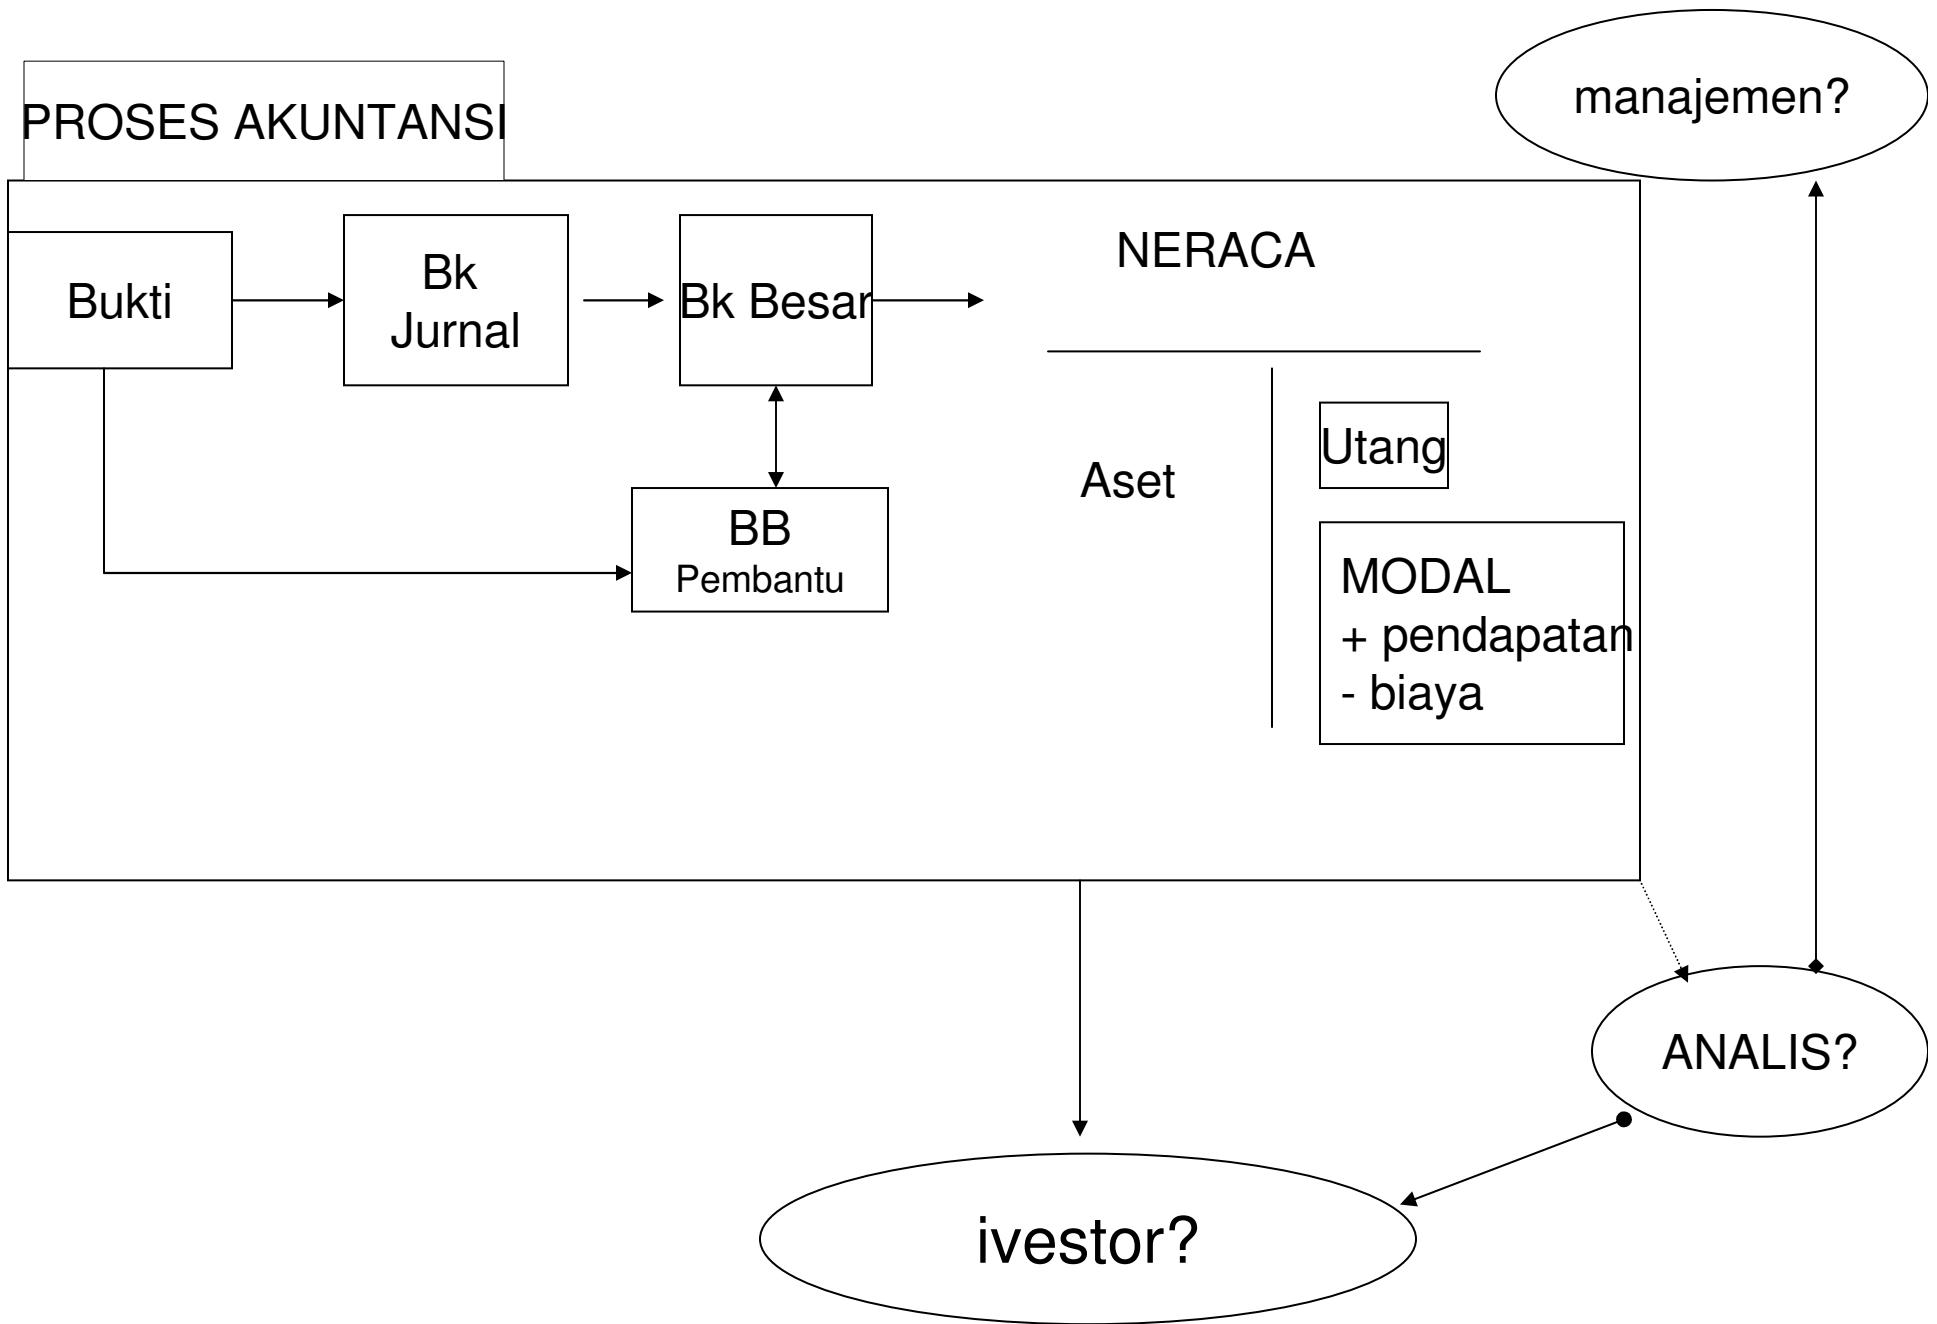 manajemen?
PROSES AKUNTANSI
Bukti
Bk
Jurnal
Bk Besar
NERACA
BB
Pembantu
Aset
Utang
MODAL
+ pendapatan
- biaya
ANALIS?
ivestor?